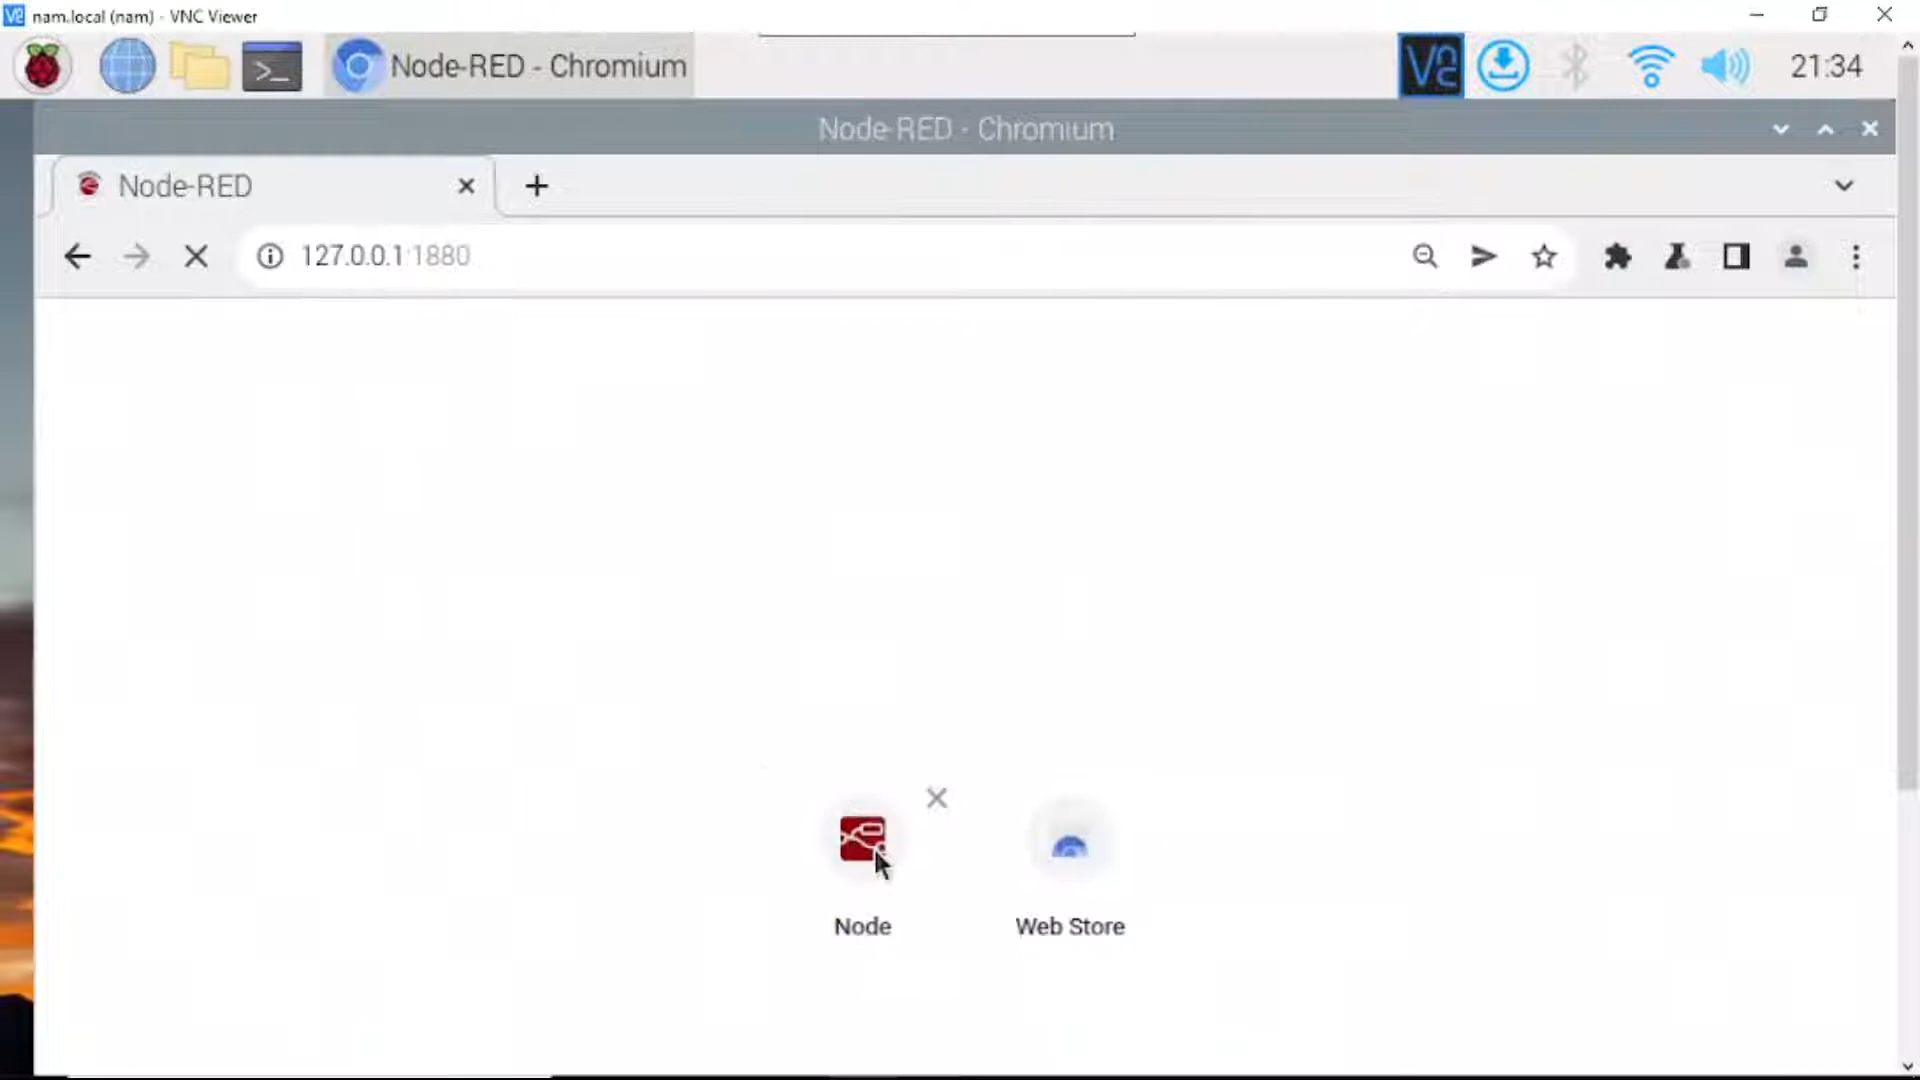 nam.local (nam) - VNC Viewer
Node-RED - Chromium
21:34
Node-RED - Chromium
Node-RED
127.0.0.1:1880
Node
Web Store